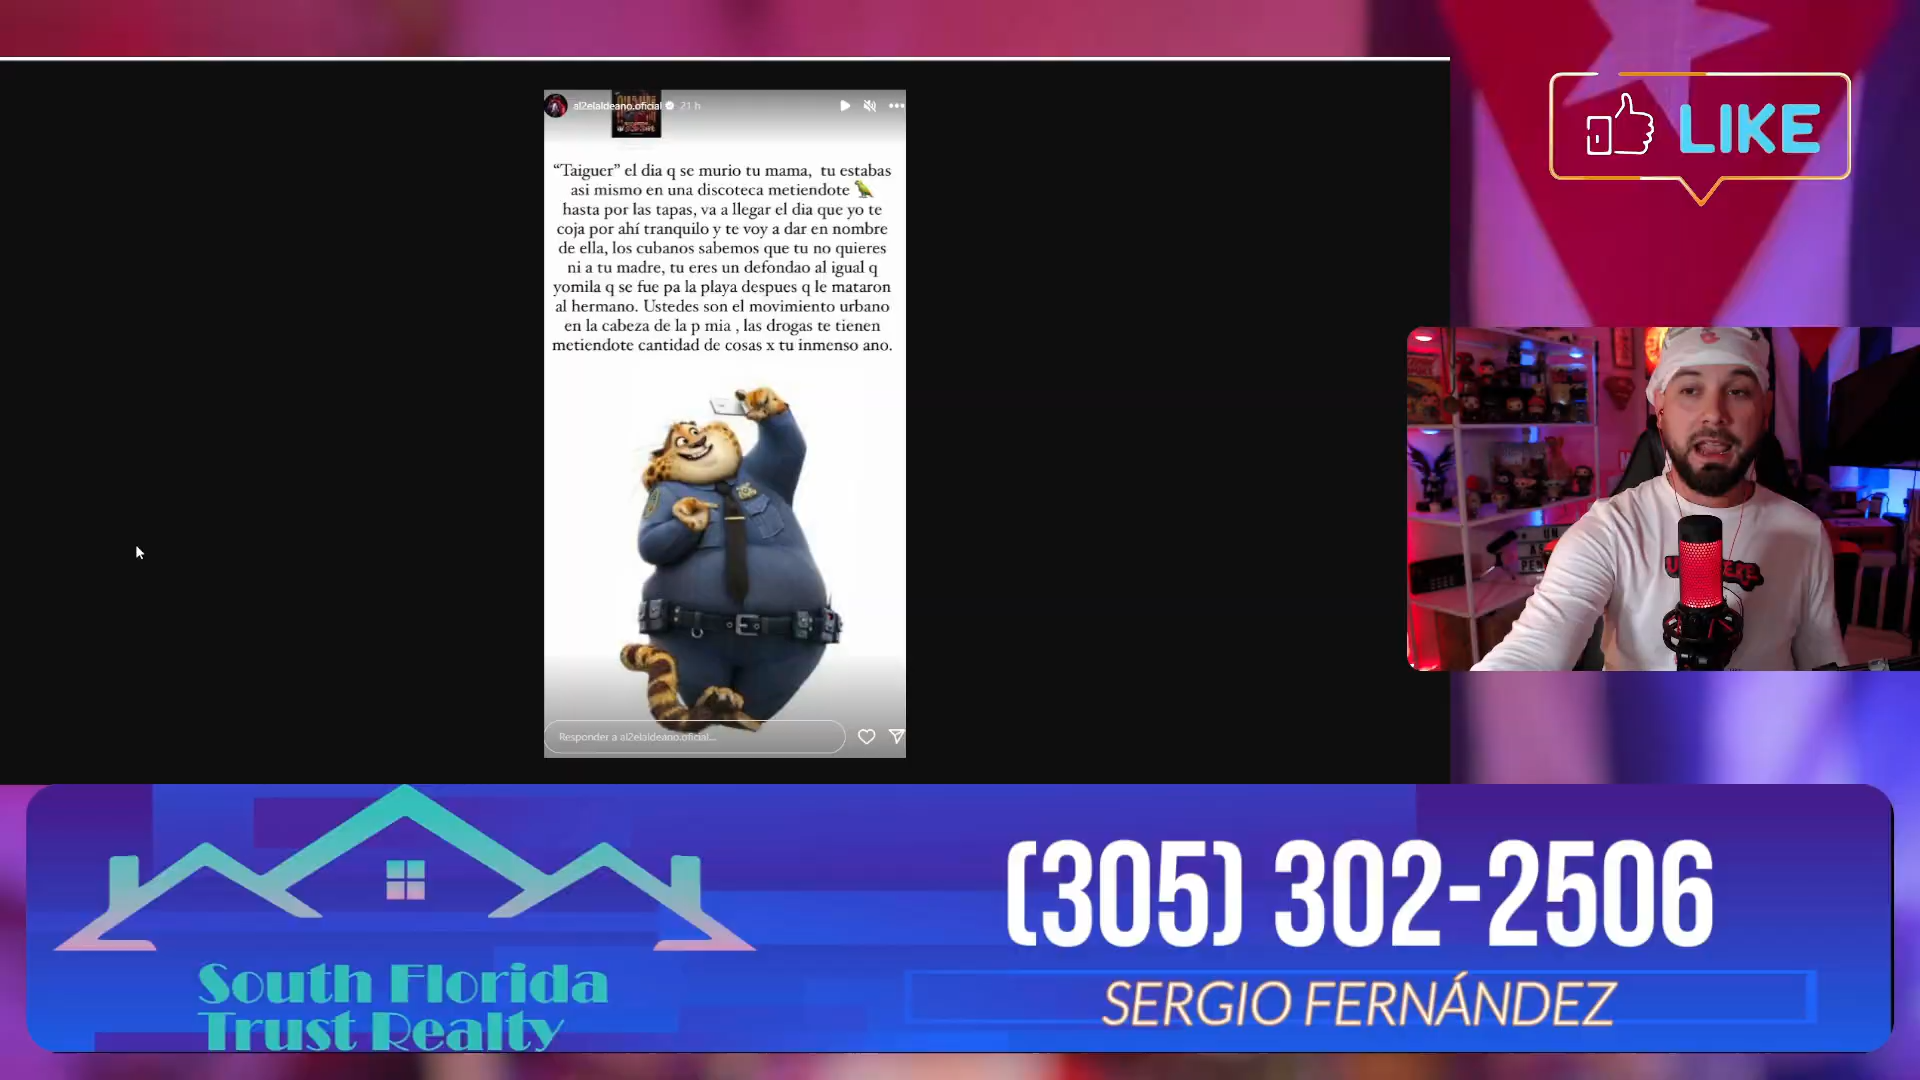 al2elaldeano.oficial 21 h
“Taiguer” el dia q se murio tu mama, tu estabas
asi mismo en una discoteca metiendote
hasta por las tapas, va a llegar el dia que yo te
coja por ahí tranquilo y te voy a dar en nombre
de ella, los cubanos sabemos que tu no quieres
ni a tu madre, tu eres un defondao al igual q
yomila q se fue pa la playa despues q le mataron
al hermano. Ustedes son el movimiento urbano
en la cabeza de la p mia , las drogas te tienen
metiendote cantidad de cosas x tu inmenso ano.
Responder a al2elaldeano.oficial...
LIKE
South Florida
Trust Realty
(305) 302-2506
SERGIO FERNÁNDEZ